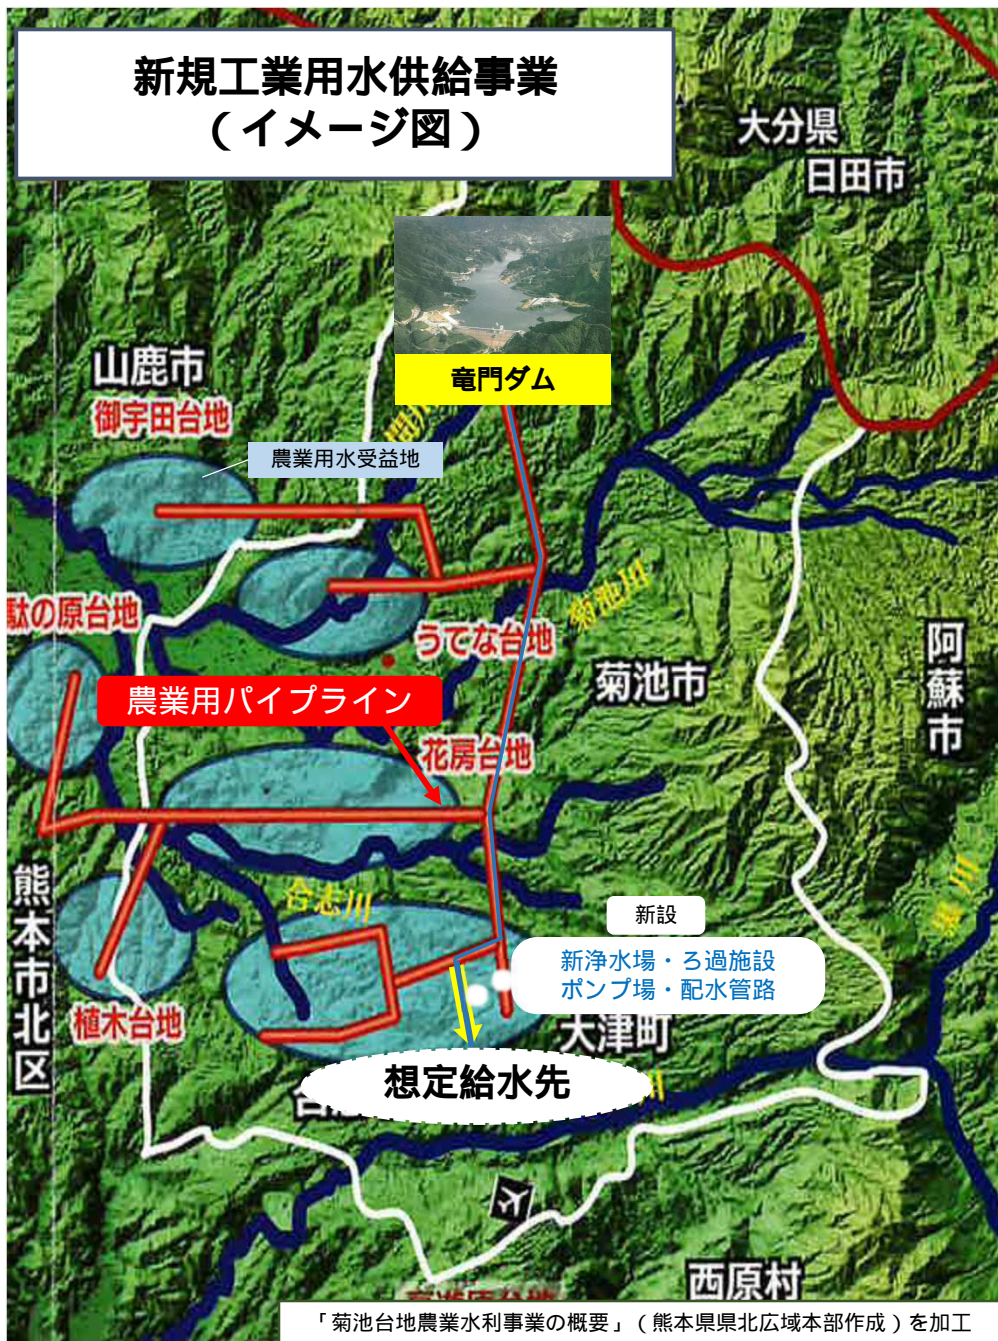 新規工業用水供給事業
(イメージ図)
大分県
日田市
竜門ダム
山鹿市
御宇田台地
農業用水受益地
菊池川
駄の原台地
うてな台地
菊池市
阿蘇市
農業用パイプライン
花房台地
合志川
熊本市北区
新設
新浄水場・ろ過施設
ポンプ場・配水管路
植木台地
大津町
想定給水先
川
西原村
「菊池台地農業水利事業の概要」(熊本県県北広域本部作成)を加工